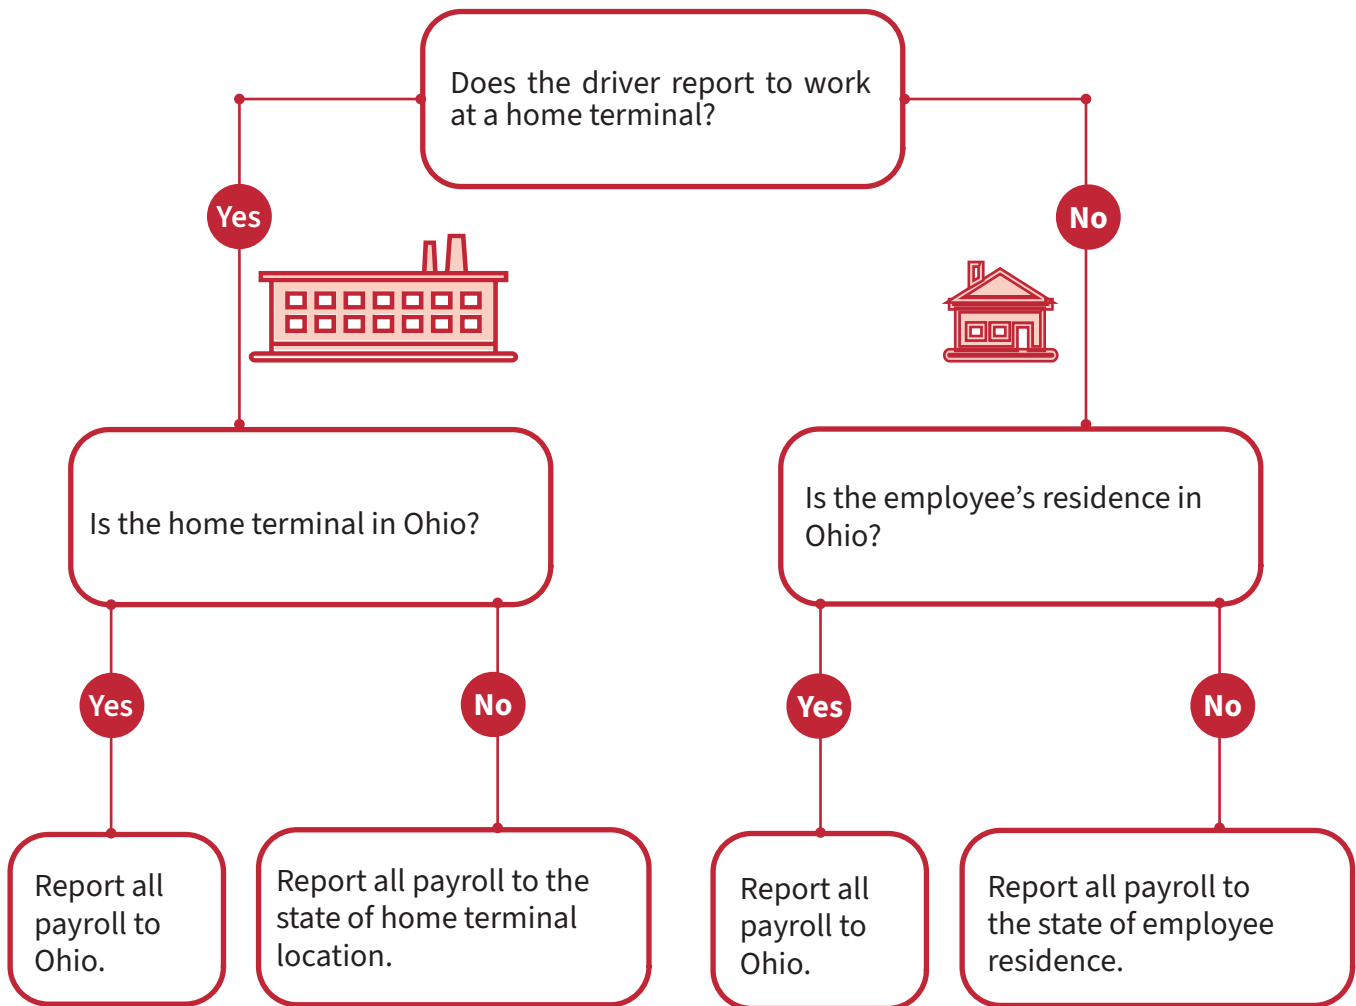 Does the driver report to work
at a home terminal?
Yes
No
Is the home terminal in Ohio?
Is the employee’s residence in
Ohio?
Yes
No
Yes
No
Report all
payroll to
Ohio.
Report all payroll to the
state of home terminal
location.
Report all
payroll to
Ohio.
Report all payroll to
the state of employee
residence.